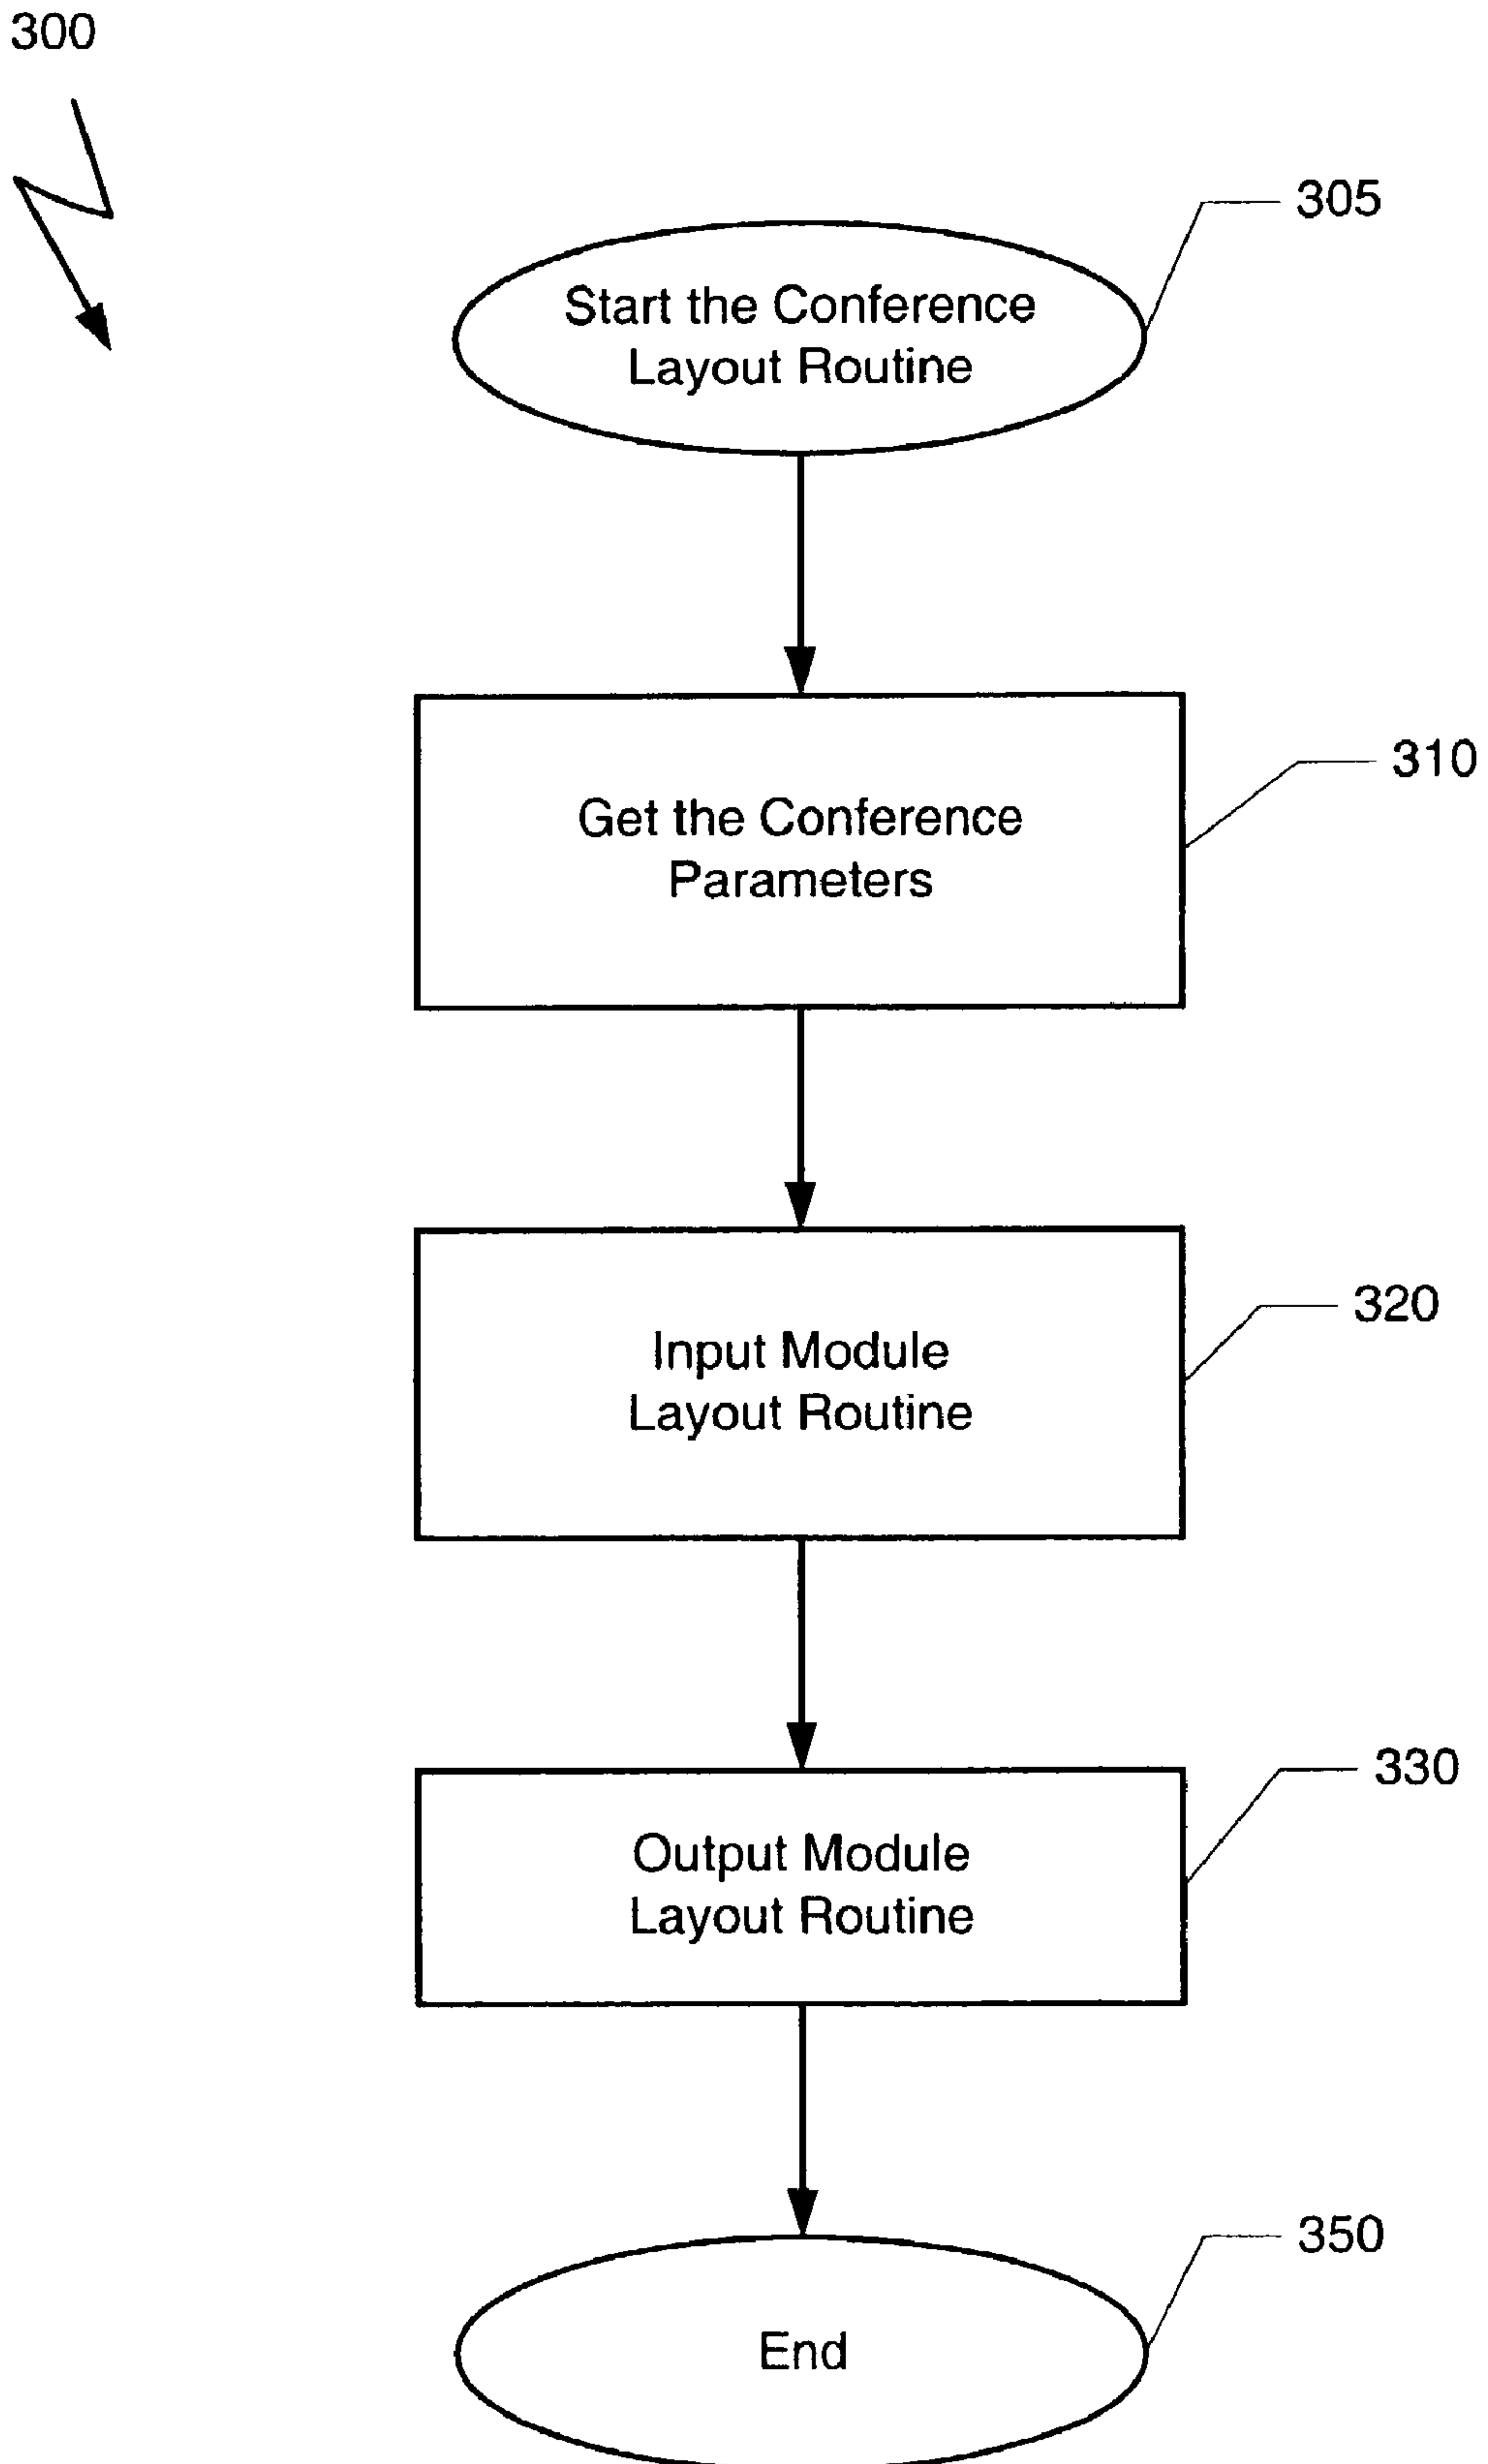 300
305
Start the Conference
Layout Routine
310
Get the Conference
Parameters
320
Input Module
Layout Routine
330
Output Module
Layout Routine
350
End